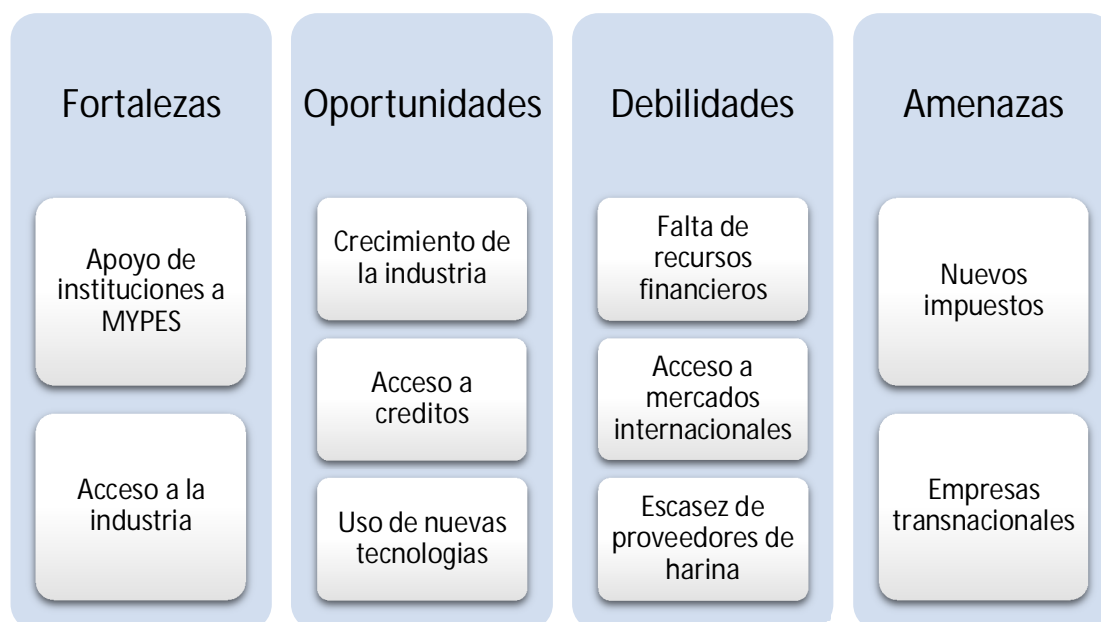 Fortalezas
Apoyo de
instituciones a
MYPES
Acceso a la
industria
Oportunidades
Crecimiento de
la industria
Acceso a
creditos
Uso de nuevas
tecnologias
Debilidades
Falta de
recursos
financieros
Acceso a
mercados
internacionales
Escasez de
proveedores de
harina
Amenazas
Nuevos
impuestos
Empresas
transnacionales